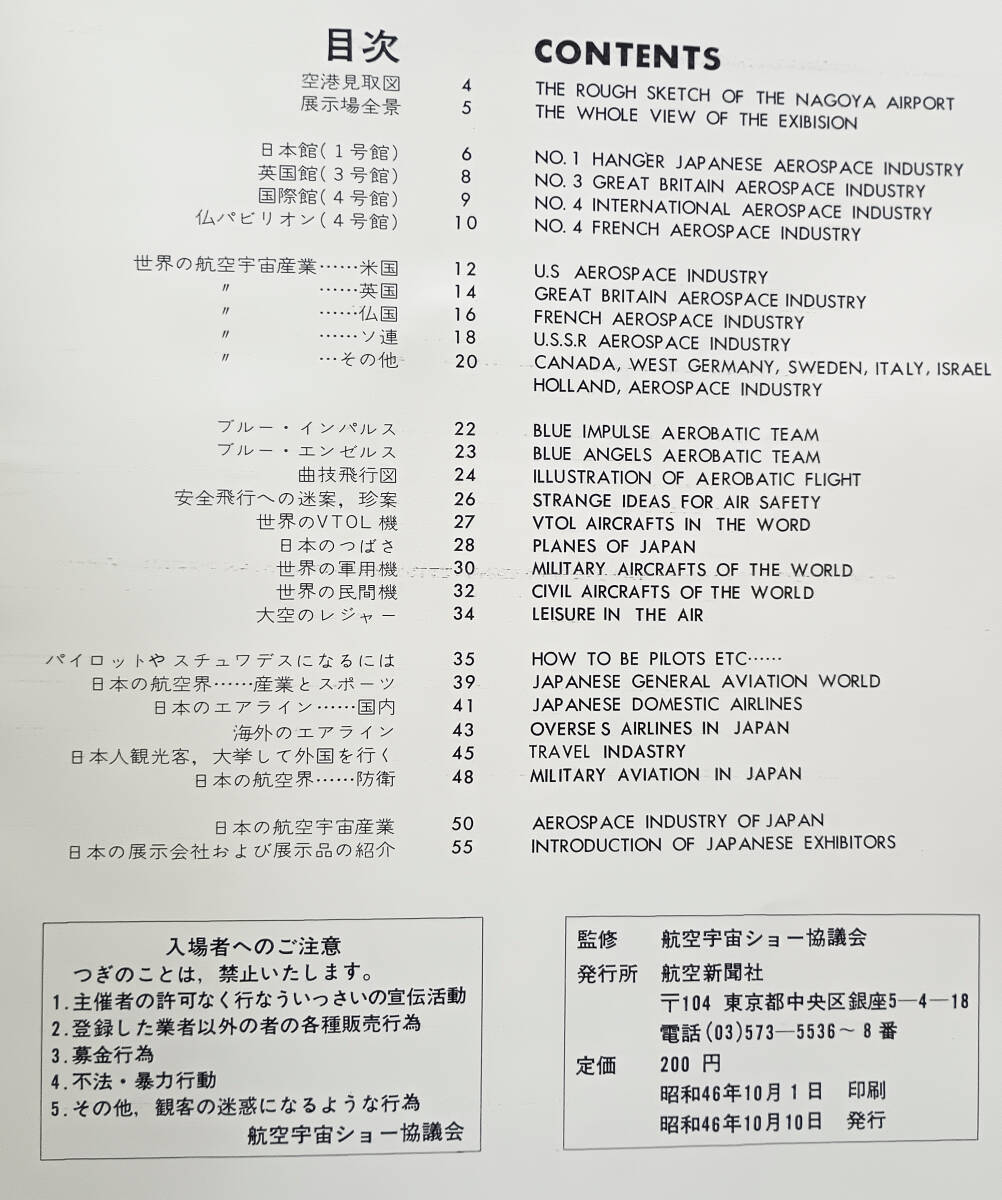 目次 CONTENTS
空港見取図 4 THE ROUGH SKETCH OF THE NAGOYA AIRPORT
展示場全景 5 THE WHOLE VIEW OF THE EXIBISION
日本館(1号館) 6 NO.1 HANGER JAPANESE AEROSPACE INDUSTRY
英国館(3号館) 8 NO.3 GREAT BRITAIN AEROSPACE INDUSTRY
国際館(4号館) 9 NO.4 INTERNATIONAL AEROSPACE INDUSTRY
仏パビリオン(4号館) 10 NO.4 FRENCH AEROSPACE INDUSTRY
世界の航空宇宙産業……米国 12 U.S AEROSPACE INDUSTRY
〃 ……英国 14 GREAT BRITAIN AEROSPACE INDUSTRY
〃 ……仏国 16 FRENCH AEROSPACE INDUSTRY
〃 ……ソ連 18 U.S.S.R AEROSPACE INDUSTRY
〃 …その他 20 CANADA, WEST GERMANY, SWEDEN, ITALY, ISRAEL
HOLLAND, AEROSPACE INDUSTRY
ブルー・インパルス 22 BLUE IMPULSE AEROBATIC TEAM
ブルー・エンゼルス 23 BLUE ANGELS AEROBATIC TEAM
曲技飛行図 24 ILLUSTRATION OF AEROBATIC FLIGHT
安全飛行への迷案，珍案 26 STRANGE IDEAS FOR AIR SAFETY
世界のVTOL機 27 VTOL AIRCRAFTS IN THE WORD
日本のつばさ 28 PLANES OF JAPAN
世界の軍用機 30 MILITARY AIRCRAFTS OF THE WORLD
世界の民間機 32 CIVIL AIRCRAFTS OF THE WORLD
大空のレジャー 34 LEISURE IN THE AIR
パイロットやスチュワデスになるには 35 HOW TO BE PILOTS ETC……
日本の航空界……産業とスポーツ 39 JAPANESE GENERAL AVIATION WORLD
日本のエアライン……国内 41 JAPANESE DOMESTIC AIRLINES
海外のエアライン 43 OVERSES AIRLINES IN JAPAN
日本人観光客，大挙して外国を行く 45 TRAVEL INDASTRY
日本の航空界……防衛 48 MILITARY AVIATION IN JAPAN
日本の航空宇宙産業 50 AEROSPACE INDUSTRY OF JAPAN
日本の展示会社および展示品の紹介 55 INTRODUCTION OF JAPANESE EXHIBITORS
入場者へのご注意
つぎのことは，禁止いたします。
1.主催者の許可なく行なういっさいの宣伝活動
2.登録した業者以外の者の各種販売行為
3.募金行為
4.不法・暴力行動
5.その他，観客の迷惑になるような行為
航空宇宙ショー協議会
監修 航空宇宙ショー協議会
発行所 航空新聞社
〒104 東京都中央区銀座5―4―18
電話(03)573―5536～8番
定価 200円
昭和46年10月1日 印刷
昭和46年10月10日 発行